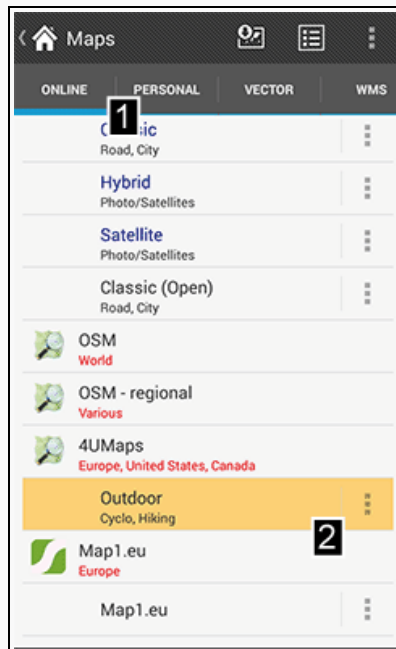 Maps
ONLINE PERSONAL VECTOR WMS
1
Road, City
Hybrid
Photo/Satellites
Satellite
Photo/Satellites
Classic (Open)
Road, City
OSM
World
OSM - regional
Various
4UMaps
Europe, United States, Canada
Outdoor
Cyclo, Hiking
2
Map1.eu
Europe
Map1.eu